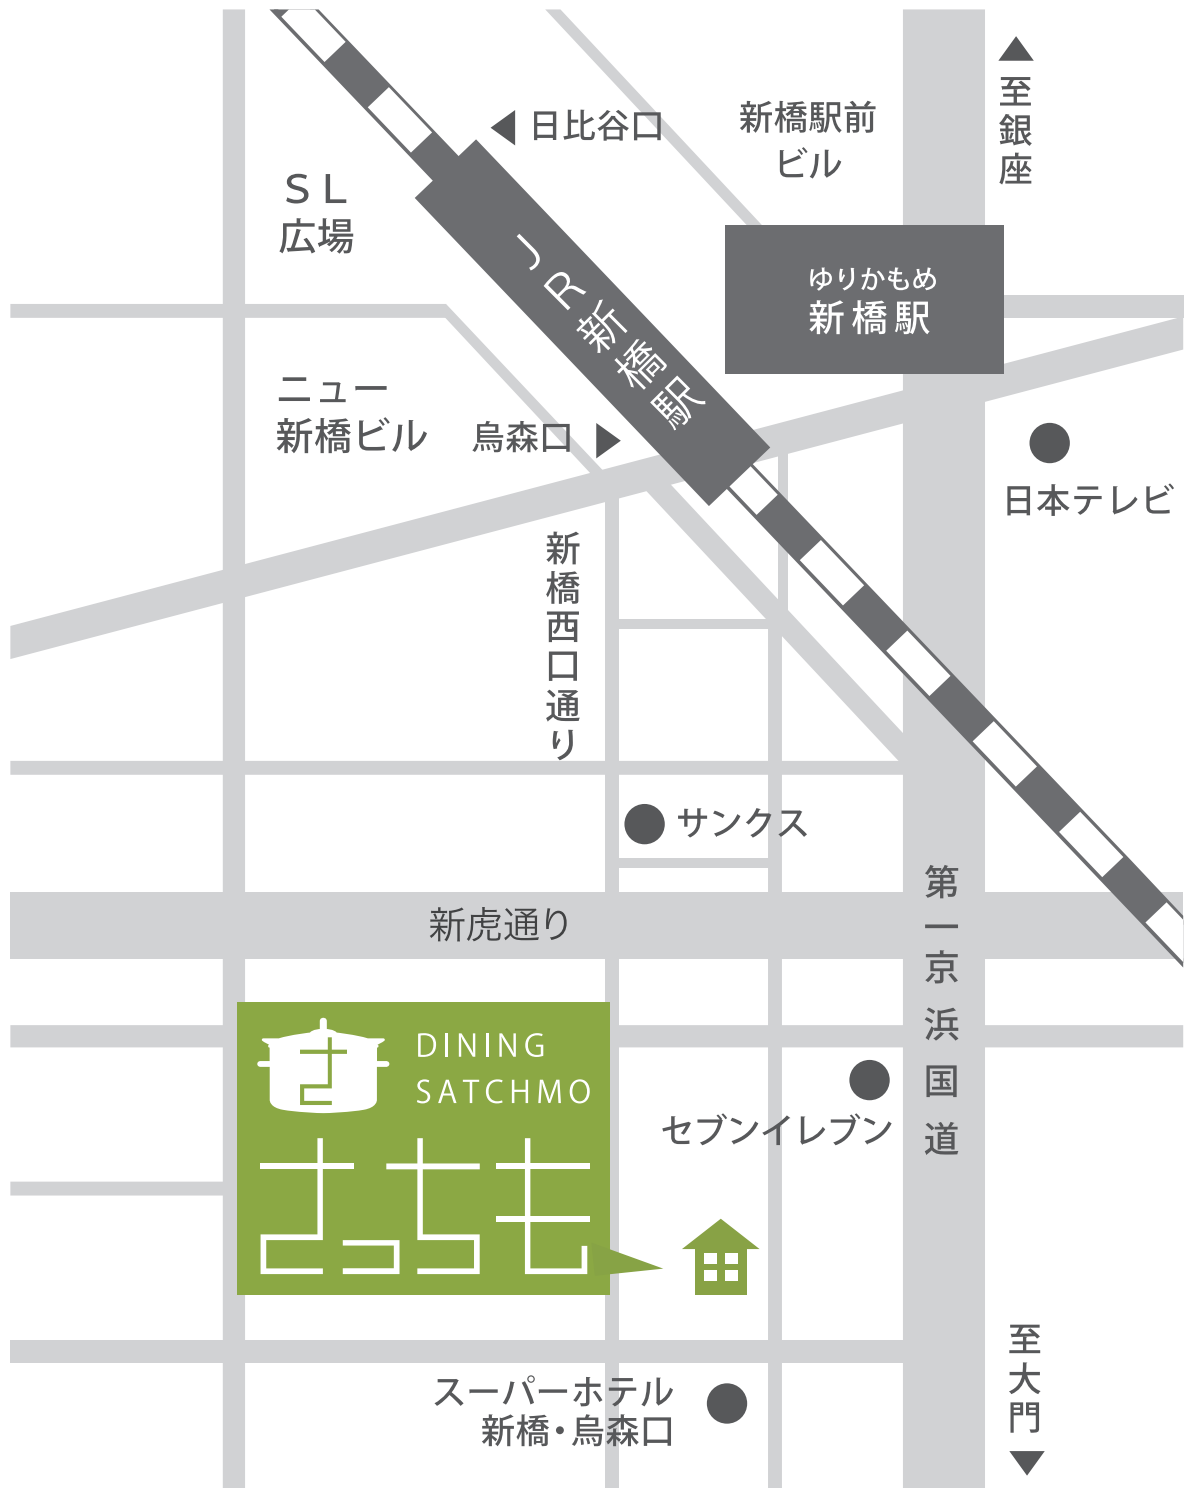 至銀座
日比谷口
新橋駅前
ビル
ＳＬ
広場
ＪＲ新橋駅
ゆりかもめ
新橋駅
ニュー
新橋ビル
烏森口
日本テレビ
新橋西口通り
サンクス
第一京浜国道
新虎通り
さ
DINING
SATCHMO
さっちも
セブンイレブン
至大門
スーパーホテル
新橋・烏森口